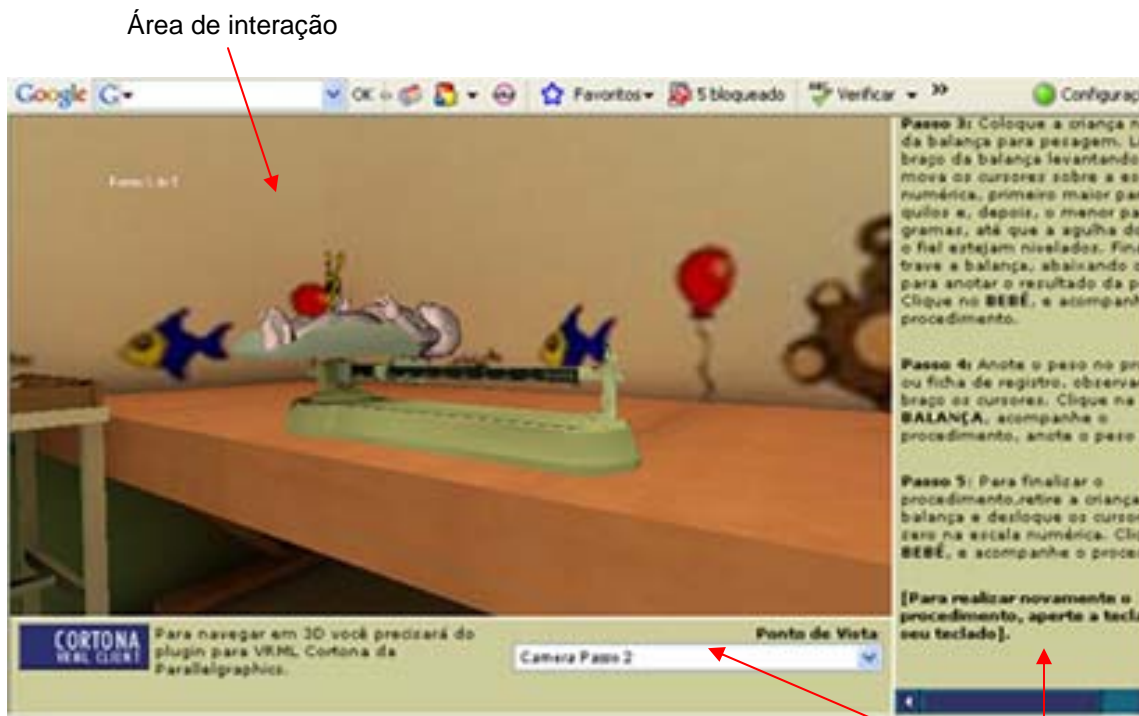 Área de interação
Google G
OK 5 bloqueado Favoritos Verificar » Configuraç
Passo 3: Coloque a criança n
da balança para pesagem. L
braço da balança levantando
mova os cursores sobre a es
numérica, primeiro maior par
quilos e, depois, o menor pa
gramas, até que a agulha do
o fiel estejam nivelados. Fina
trave a balança, abaixando o
para anotar o resultado da p
Clique no BEBÊ, e acompanh
procedimento.
Passo 4: Anote o peso no pr
ou ficha de registro, observa
braço os cursores. Clique na
BALANÇA, acompanhe o
procedimento, anote o peso
Passo 5: Para finalizar o
procedimento,retire a criança
balança e desloque os curso
zero na escala numérica. Cli
BEBÊ, e acompanhe o proce
[Para realizar novamente o
procedimento, aperte a tecla
seu teclado].
CORTONA
VRML CLIENT
Para navegar em 3D você precisará do
plugin para VRML Cortona da
Parallelgraphics.
Ponto de Vista
Camera Passo 2